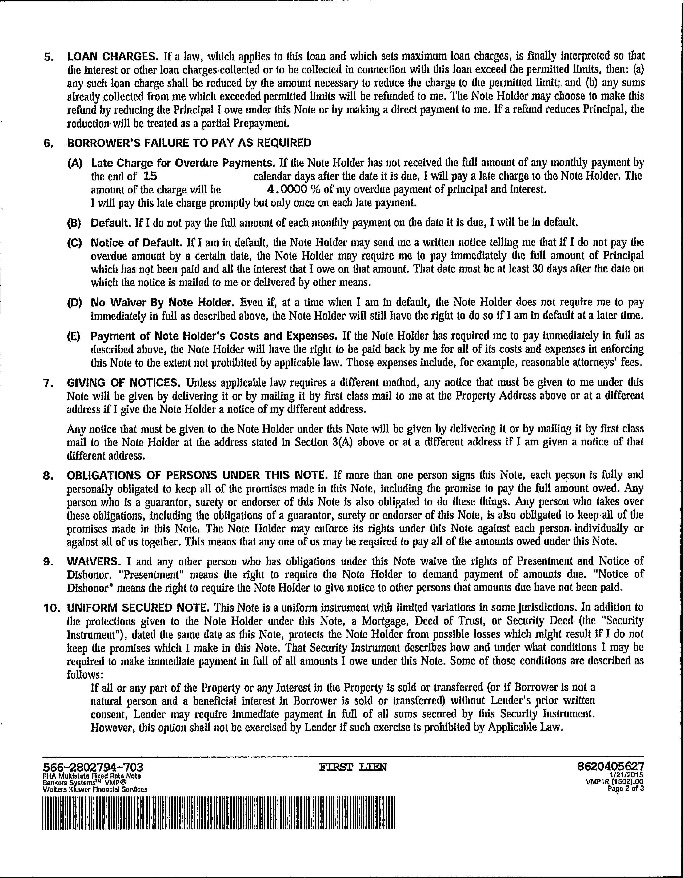 5. LOAN CHARGES. If a law, which applies to this loan and which sets maximum loan charges, is finally interpreted so that
the interest or other loan charges collected or to be collected in connection with this loan exceed the permitted limits, then: (a)
any such loan charge shall be reduced by the amount necessary to reduce the charge to the permitted limit; and (b) any sums
already collected from me which exceeded permitted limits will be refunded to me. The Note Holder may choose to make this
refund by reducing the Principal I owe under this Note or by making a direct payment to me. If a refund reduces Principal, the
reduction will be treated as a partial Prepayment.
6. BORROWER'S FAILURE TO PAY AS REQUIRED
(A) Late Charge for Overdue Payments. If the Note Holder has not received the full amount of any monthly payment by
the end of 15 calendar days after the date it is due, I will pay a late charge to the Note Holder. The
amount of the charge will be 4.0000 % of my overdue payment of principal and interest.
I will pay this late charge promptly but only once on each late payment.
(B) Default. If I do not pay the full amount of each monthly payment on the date it is due, I will be in default.
(C) Notice of Default. If I am in default, the Note Holder may send me a written notice telling me that if I do not pay the
overdue amount by a certain date, the Note Holder may require me to pay immediately the full amount of Principal
which has not been paid and all the interest that I owe on that amount. That date must be at least 30 days after the date on
which the notice is mailed to me or delivered by other means.
(D) No Waiver By Note Holder. Even if, at a time when I am in default, the Note Holder does not require me to pay
immediately in full as described above, the Note Holder will still have the right to do so if I am in default at a later time.
(E) Payment of Note Holder's Costs and Expenses. If the Note Holder has required me to pay immediately in full as
described above, the Note Holder will have the right to be paid back by me for all of its costs and expenses in enforcing
this Note to the extent not prohibited by applicable law. Those expenses include, for example, reasonable attorneys' fees.
7. GIVING OF NOTICES. Unless applicable law requires a different method, any notice that must be given to me under this
Note will be given by delivering it or by mailing it by first class mail to me at the Property Address above or at a different
address if I give the Note Holder a notice of my different address.
Any notice that must be given to the Note Holder under this Note will be given by delivering it or by mailing it by first class
mail to the Note Holder at the address stated in Section 3(A) above or at a different address if I am given a notice of that
different address.
8. OBLIGATIONS OF PERSONS UNDER THIS NOTE. If more than one person signs this Note, each person is fully and
personally obligated to keep all of the promises made in this Note, including the promise to pay the full amount owed. Any
person who is a guarantor, surety or endorser of this Note is also obligated to do these things. Any person who takes over
these obligations, including the obligations of a guarantor, surety or endorser of this Note, is also obligated to keep all of the
promises made in this Note. The Note Holder may enforce its rights under this Note against each person individually or
against all of us together. This means that any one of us may be required to pay all of the amounts owed under this Note.
9. WAIVERS. I and any other person who has obligations under this Note waive the rights of Presentment and Notice of
Dishonor. "Presentment" means the right to require the Note Holder to demand payment of amounts due. "Notice of
Dishonor" means the right to require the Note Holder to give notice to other persons that amounts due have not been paid.
10. UNIFORM SECURED NOTE. This Note is a uniform instrument with limited variations in some jurisdictions. In addition to
the protections given to the Note Holder under this Note, a Mortgage, Deed of Trust, or Security Deed (the "Security
Instrument"), dated the same date as this Note, protects the Note Holder from possible losses which might result if I do not
keep the promises which I make in this Note. That Security Instrument describes how and under what conditions I may be
required to make immediate payment in full of all amounts I owe under this Note. Some of those conditions are described as
follows:
If all or any part of the Property or any Interest in the Property is sold or transferred (or if Borrower is not a
natural person and a beneficial interest in Borrower is sold or transferred) without Lender's prior written
consent, Lender may require immediate payment in full of all sums secured by this Security Instrument.
However, this option shall not be exercised by Lender if such exercise is prohibited by Applicable Law.
566-2802794-703 FIRST LIEN 8620405627
FHA Multistate Fixed Rate Note 1/21/2015
Bankers Systems™ VMP® VMP1R (1502).00
Wolters Kluwer Financial Services Page 2 of 3